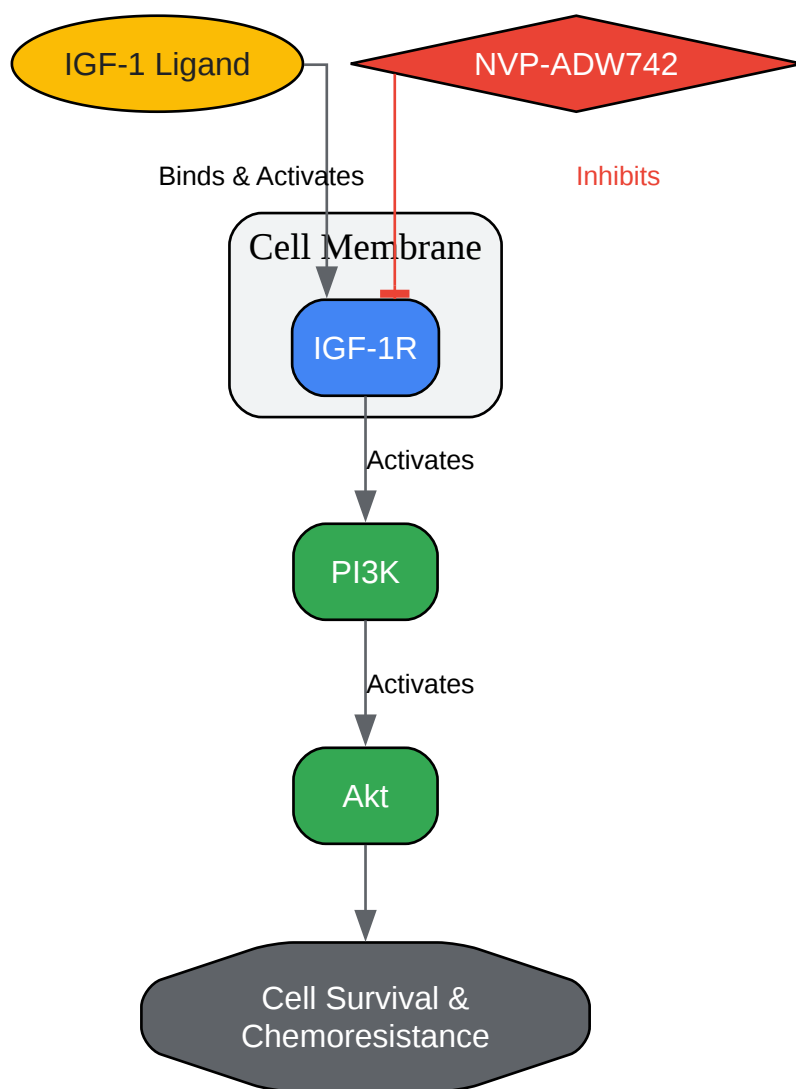 IGF-1 Ligand
NVP-ADW742
Binds & Activates
Inhibits
Cell Membrane
IGF-1R
Activates
PI3K
Activates
Akt
Cell Survival &
Chemoresistance